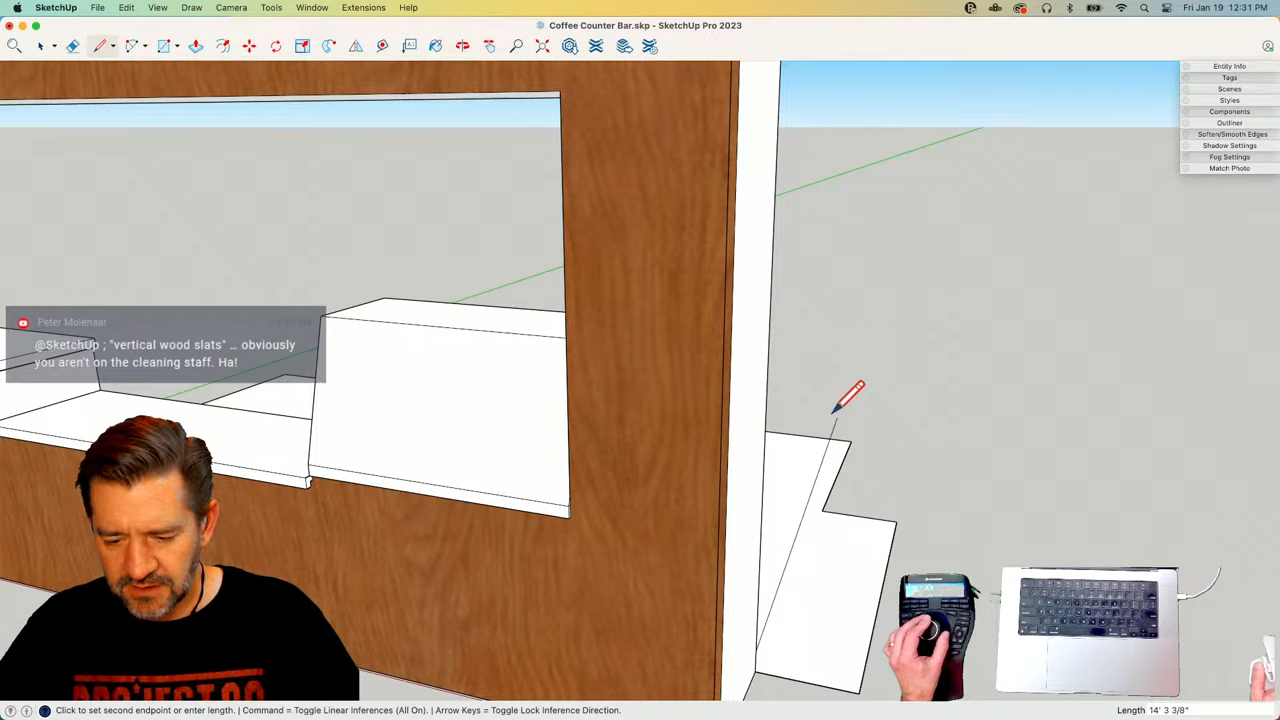 SketchUp File Edit View Draw Camera Tools Window Extensions Help
Fri Jan 19 12:31 PM
Coffee Counter Bar.skp - SketchUp Pro 2023
Entity Info
Tags
Scenes
Styles
Components
Outliner
Soften/Smooth Edges
Shadow Settings
Fog Settings
Match Photo
Peter Molenaar
@SketchUp ; "vertical wood slats" ... obviously
you aren't on the cleaning staff. Ha!
Click to set second endpoint or enter length. | Command = Toggle Linear Inferences (All On). | Arrow Keys = Toggle Lock Inference Direction.
Length 14' 3 3/8"